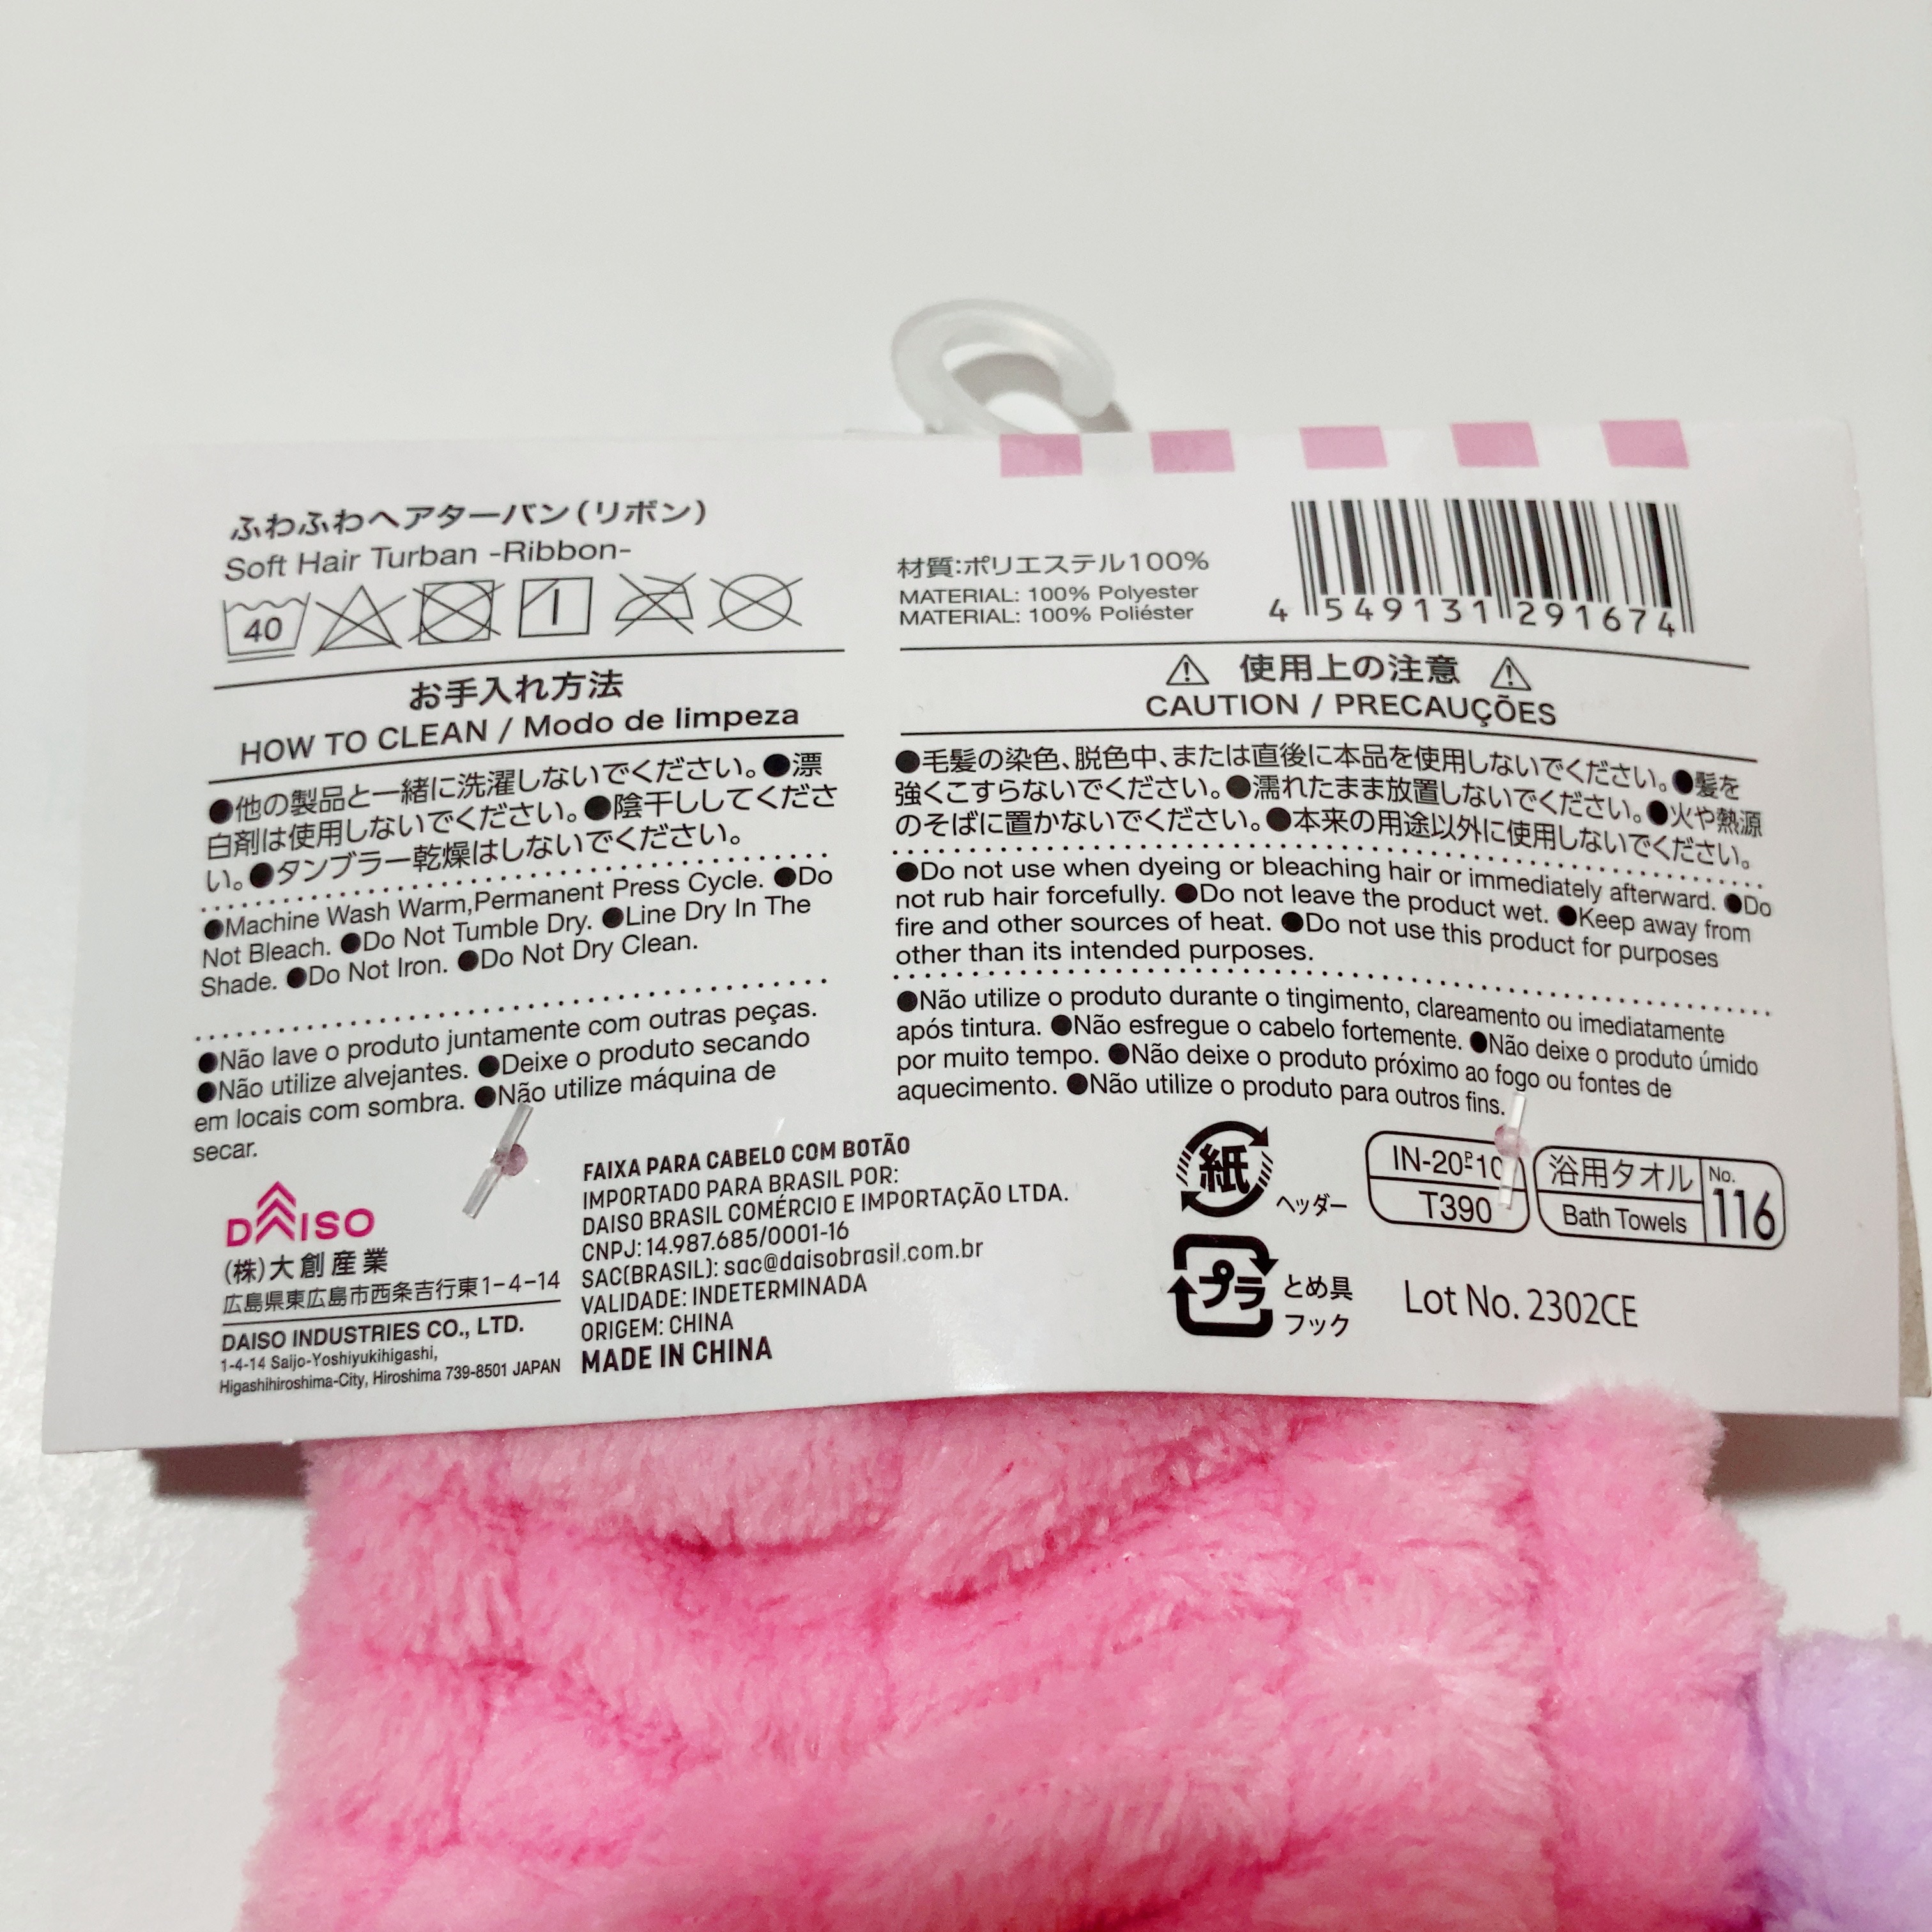 ふわふわヘアターバン(リボン)
Soft Hair Turban -Ribbon-
40
お手入れ方法
HOW TO CLEAN / Modo de limpeza
●他の製品と一緒に洗濯しないでください。●漂
白剤は使用しないでください。●陰干ししてくださ
い。●タンブラー乾燥はしないでください。
●Machine Wash Warm,Permanent Press Cycle. ●Do
Not Bleach. ●Do Not Tumble Dry. ●Line Dry In The
Shade. ●Do Not Iron. ●Do Not Dry Clean.
●Não lave o produto juntamente com outras peças.
●Não utilize alvejantes. ●Deixe o produto secando
em locais com sombra. ●Não utilize máquina de
secar.
DAISO
(株)大創産業
広島県東広島市西条吉行東1-4-14
DAISO INDUSTRIES CO., LTD.
1-4-14 Saijo-Yoshiyukihigashi,
Higashihiroshima-City, Hiroshima 739-8501 JAPAN
FAIXA PARA CABELO COM BOTÃO
IMPORTADO PARA BRASIL POR:
DAISO BRASIL COMÉRCIO E IMPORTAÇÃO LTDA.
CNPJ: 14.987.685/0001-16
SAC(BRASIL): sac@daisobrasil.com.br
VALIDADE: INDETERMINADA
ORIGEM: CHINA
MADE IN CHINA
材質:ポリエステル100%
MATERIAL: 100% Polyester
MATERIAL: 100% Poliéster
4 549131 291674
⚠ 使用上の注意 ⚠
CAUTION / PRECAUÇÕES
●毛髪の染色、脱色中、または直後に本品を使用しないでください。●髪を
強くこすらないでください。●濡れたまま放置しないでください。●火や熱源
のそばに置かないでください。●本来の用途以外に使用しないでください。
●Do not use when dyeing or bleaching hair or immediately afterward. ●Do
not rub hair forcefully. ●Do not leave the product wet. ●Keep away from
fire and other sources of heat. ●Do not use this product for purposes
other than its intended purposes.
●Não utilize o produto durante o tingimento, clareamento ou imediatamente
após tintura. ●Não esfregue o cabelo fortemente. ●Não deixe o produto úmido
por muito tempo. ●Não deixe o produto próximo ao fogo ou fontes de
aquecimento. ●Não utilize o produto para outros fins.
紙 ヘッダー
プラ とめ具
フック
IN-20P10
T390
浴用タオル
Bath Towels
No.
116
Lot No. 2302CE